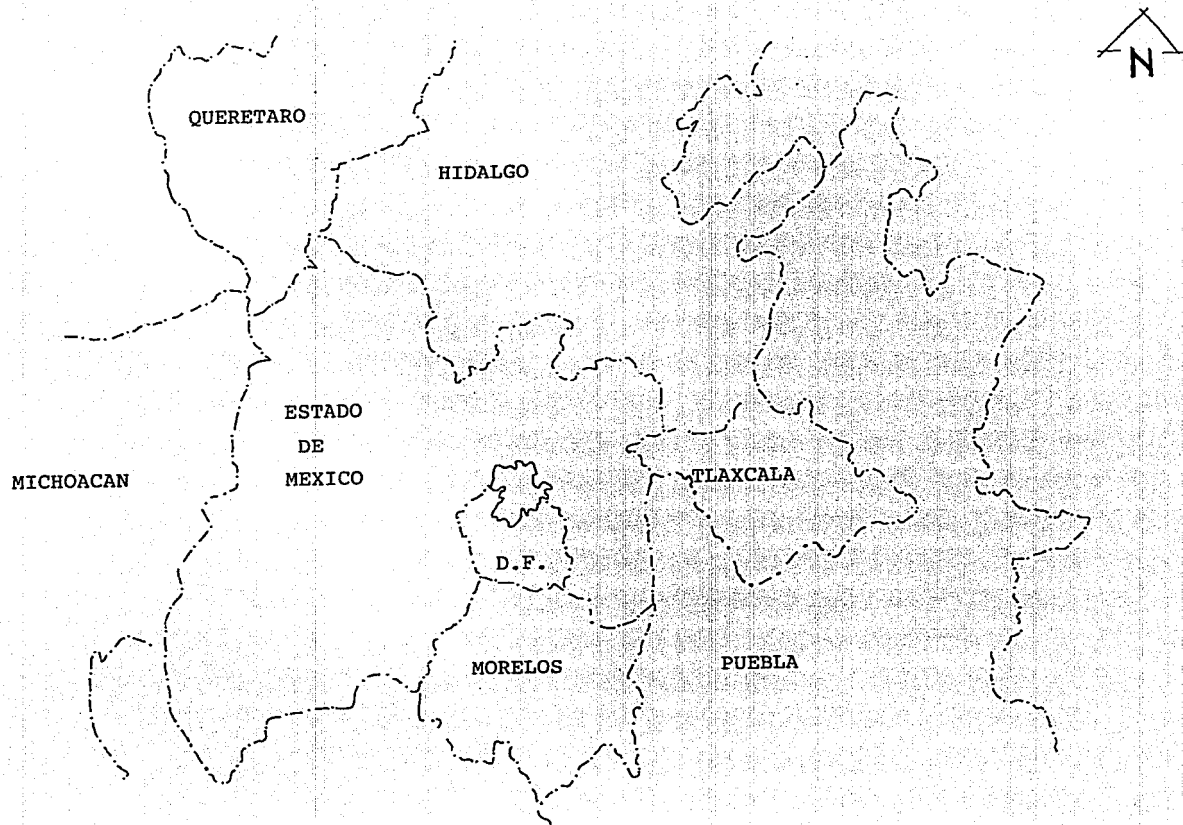 N
QUERETARO
HIDALGO
ESTADO
DE
MEXICO
MICHOACAN
TLAXCALA
D.F.
MORELOS
PUEBLA